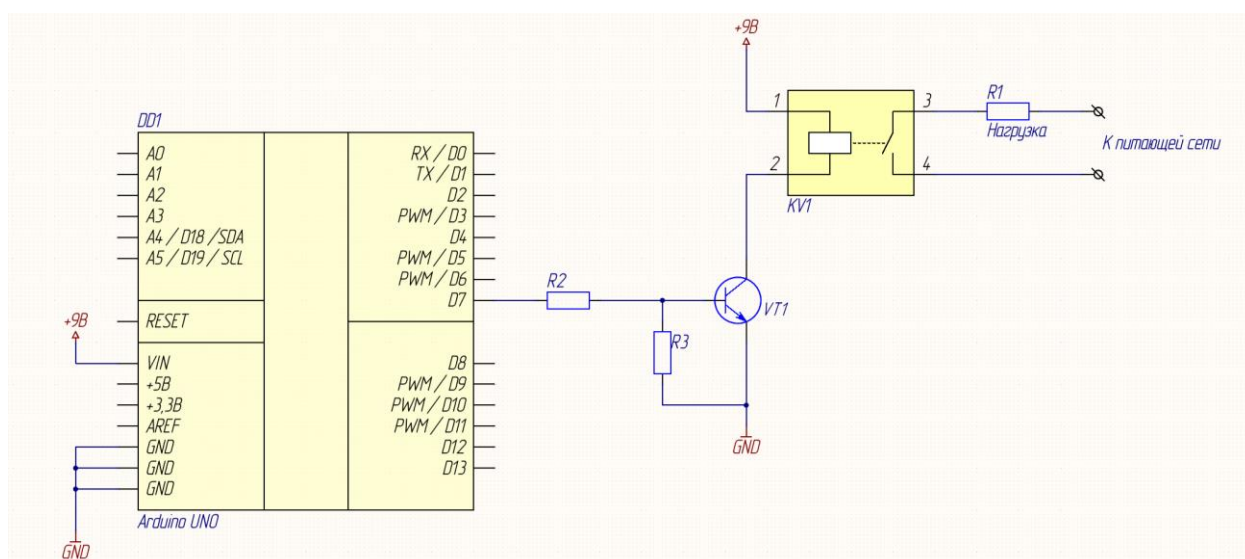 +9В
1
3
R1
DD1
Нагрузка
К питающей сети
A0
RX / D0
A1
TX / D1
2
4
A2
D2
KV1
A3
PWM / D3
A4 / D18 / SDA
D4
A5 / D19 / SCL
PWM / D5
PWM / D6
R2
D7
VT1
+9В
RESET
R3
VIN
D8
+5В
PWM / D9
+3,3В
PWM / D10
AREF
PWM / D11
GND
D12
GND
GND
D13
GND
Arduino UNO
GND